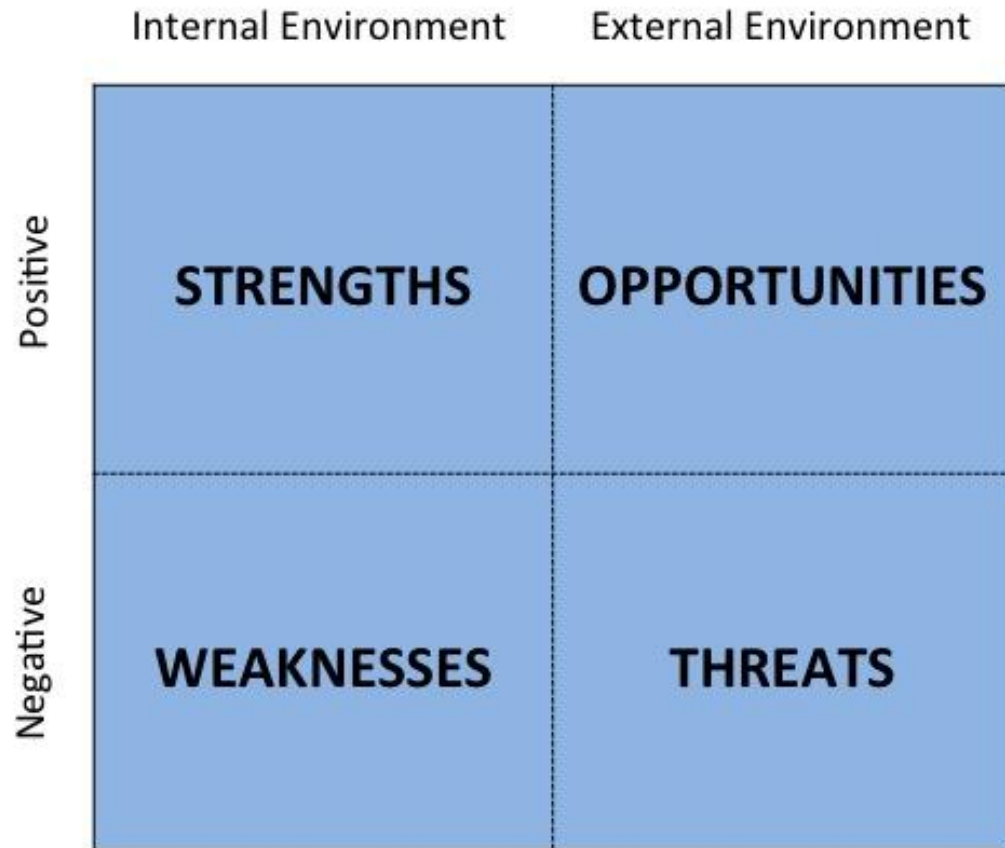 Internal Environment External Environment
Positive
STRENGTHS OPPORTUNITIES
Negative
WEAKNESSES THREATS